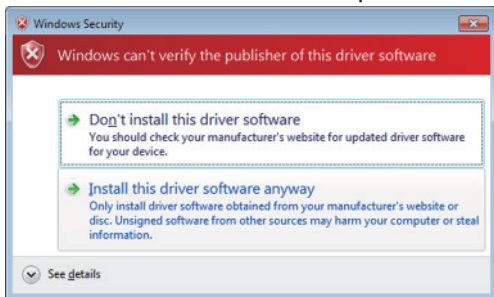 Windows Security
Windows can't verify the publisher of this driver software
Don't install this driver software
You should check your manufacturer's website for updated driver software
for your device.
Install this driver software anyway
Only install driver software obtained from your manufacturer's website or
disc. Unsigned software from other sources may harm your computer or steal
information.
See details